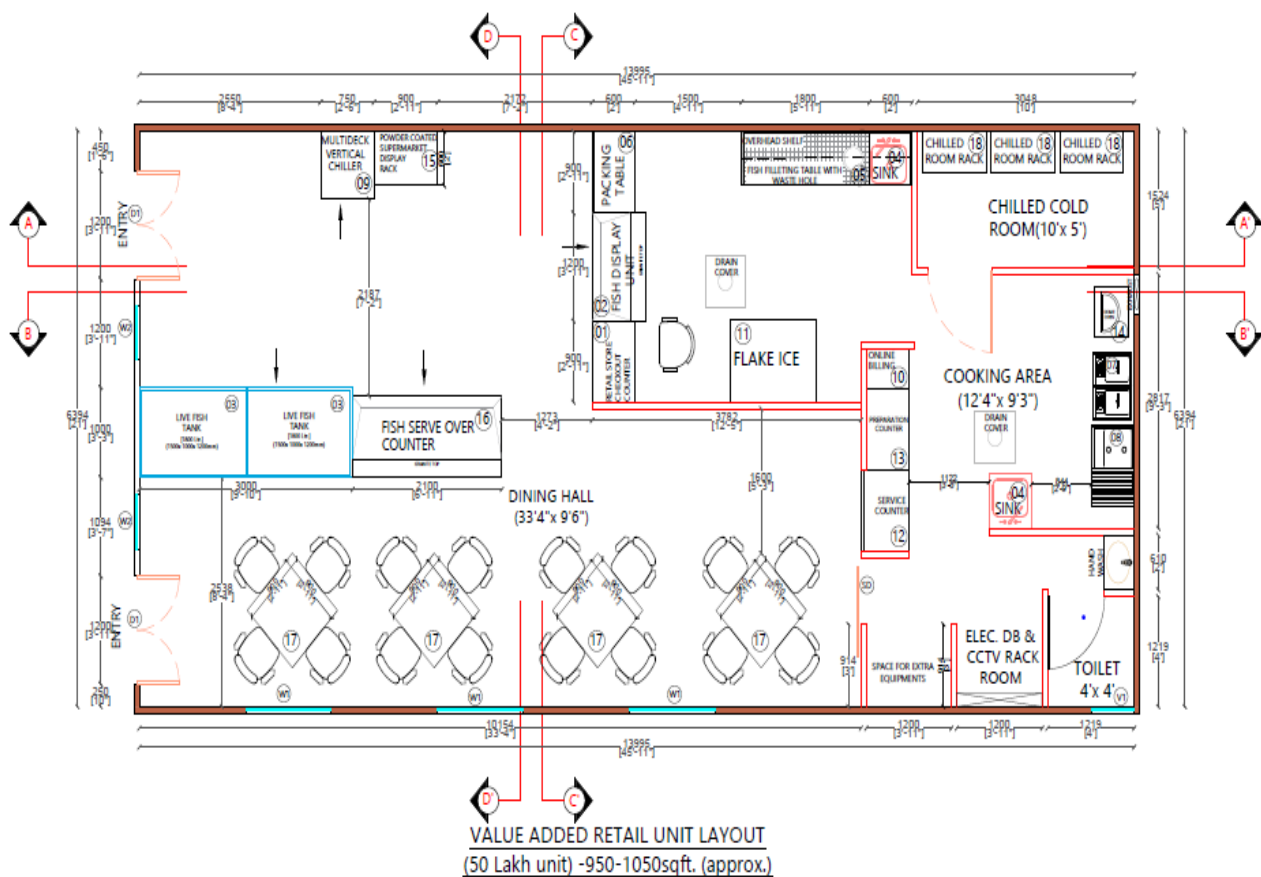 D
C
13995
[45'-11"]
2550
[8'-4"]
750
[2'-6"]
900
[2'-11"]
2172
[7'-2"]
600
[2']
1500
[4'-11"]
1800
[5'-11"]
600
[2']
3048
[10']
450
[1'-6"]
MULTIDECK
VERTICAL
CHILLER
09
POWDER COATED
SUPERMARKET
DISPLAY
RACK
15
06
PACKING
TABLE
900
[2'-11"]
OVERHEAD SHELF
FISH FILLETING TABLE WITH
WASTE HOLE
05
04
SINK
CHILLED
ROOM RACK
18
CHILLED
ROOM RACK
18
CHILLED
ROOM RACK
18
1524
[5']
CHILLED COLD
ROOM(10'x 5')
ENTRY
D1
1200
[3'-11"]
A
A'
B
B'
2187
[7'-2"]
1200
[3'-11"]
FISH DISPLAY
UNIT
02
DRAIN
COVER
14
1200
[3'-11"]
W2
01
RETAIL STORE
CHECKOUT
COUNTER
900
[2'-11"]
11
FLAKE ICE
ONLINE
BILLING
10
COOKING AREA
(12'4"x 9'3")
2817
[9'-3"]
6394
[21']
6394
[21']
03
LIVE FISH
TANK
03
LIVE FISH
TANK
1000
[3'-3"]
FISH SERVE OVER
COUNTER
16
GRANITE TOP
1273
[4'-2"]
3782
[12'-5"]
PREPARATION
COUNTER
13
DRAIN
COVER
D8
3000
[9'-10"]
2100
[6'-11"]
1600
[5'-3"]
DINING HALL
(33'4"x 9'6")
SERVICE
COUNTER
12
04
SINK
W2
1094
[3'-7"]
2538
[8'-4"]
HAND
WASH
610
[2']
ENTRY
D1
1200
[3'-11"]
17
17
17
17
SD
914
[3']
SPACE FOR EXTRA
EQUIPMENTS
ELEC. DB &
CCTV RACK
ROOM
TOILET
4'x 4'
1219
[4']
250
[10"]
W1
W1
W1
V1
10154
[33'-4"]
1200
[3'-11"]
1200
[3'-11"]
1219
[4']
13995
[45'-11"]
D'
C'
VALUE ADDED RETAIL UNIT LAYOUT
(50 Lakh unit) -950-1050sqft. (approx.)